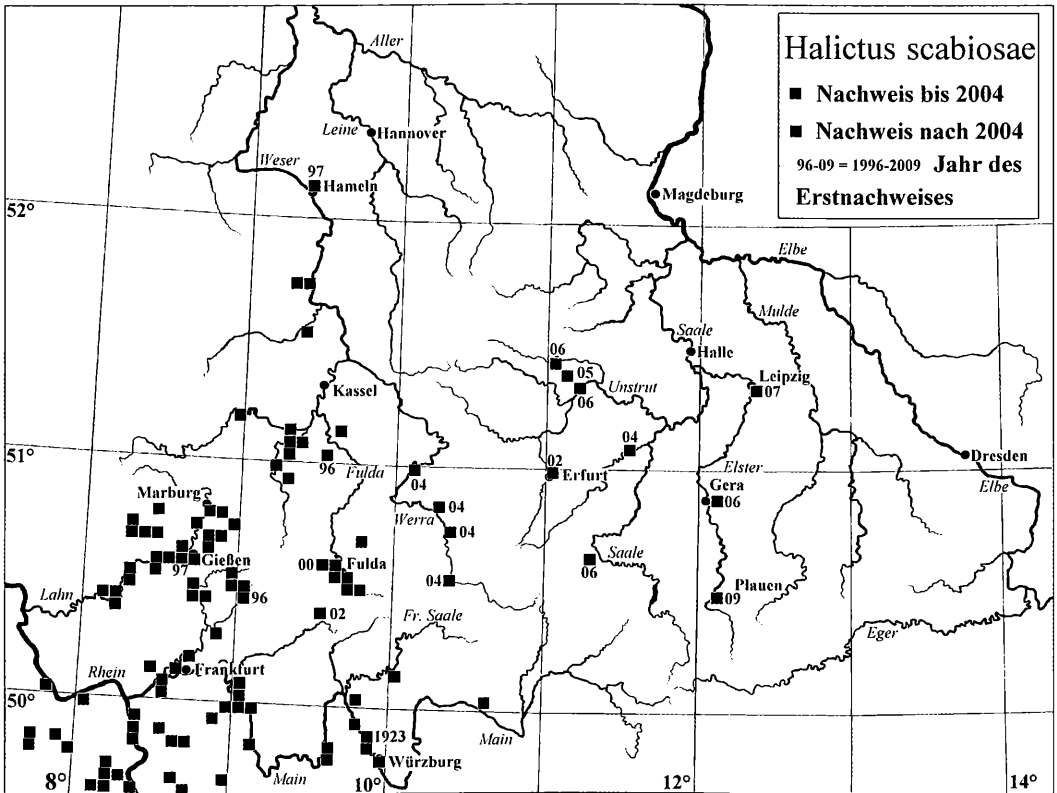 Halictus scabiosae
Nachweis bis 2004
Nachweis nach 2004
96-09 = 1996-2009 Jahr des
Erstnachweises
Aller
Leine
Hannover
Weser
97
Hameln
Magdeburg
52°
Elbe
Mulde
Saale
Halle
06
05
06
Unstrut
Leipzig
07
Kassel
51°
96
Fulda
04
02
Erfurt
04
Elster
Gera
06
Dresden
Elbe
Marburg
04
Werra
04
Gießen
97
00
Fulda
04
Saale
06
Plauen
09
Lahn
96
02
Fr. Saale
Eger
Rhein
Frankfurt
50°
1923
Main
Würzburg
8°
Main
10°
12°
14°